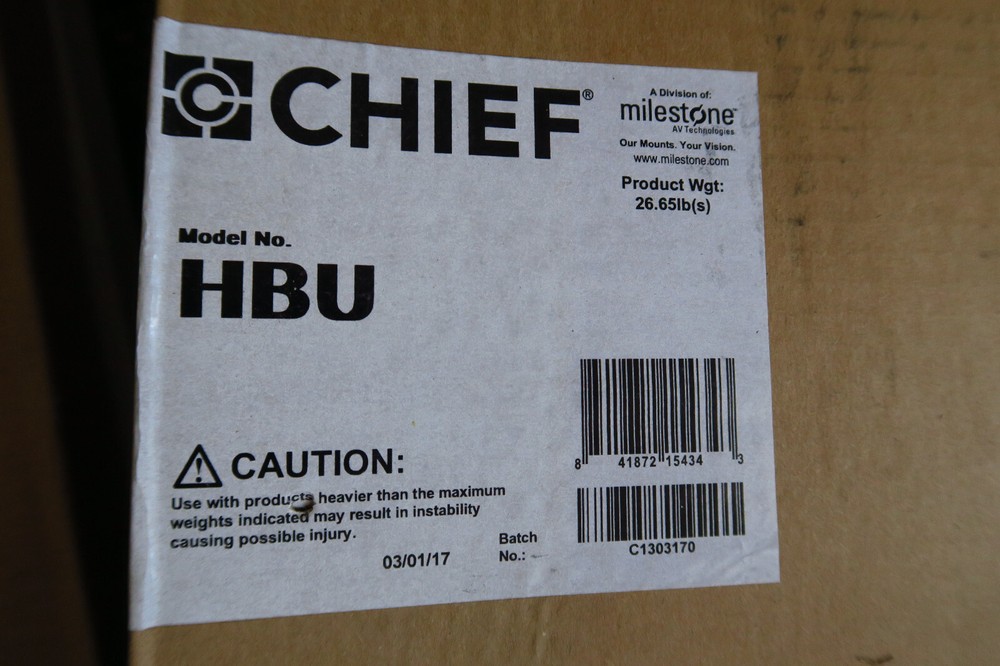 CHIEF®
A Division of:
milestone™
AV Technologies
Our Mounts. Your Vision.
www.milestone.com
Product Wgt:
26.65lb(s)
Model No.
HBU
8 41872 15434 3
CAUTION:
Use with products heavier than the maximum
weights indicated may result in instability
causing possible injury.
03/01/17
Batch
No.:
C1303170